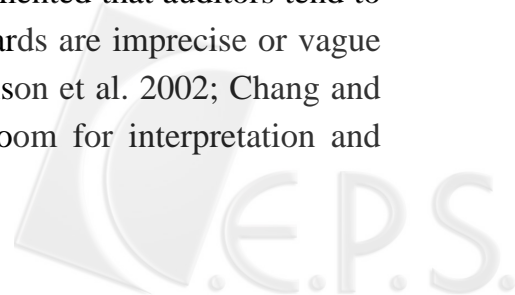 mented that auditors tend to
ards are imprecise or vague
son et al. 2002; Chang and
oom for interpretation and
C.E.P.S.